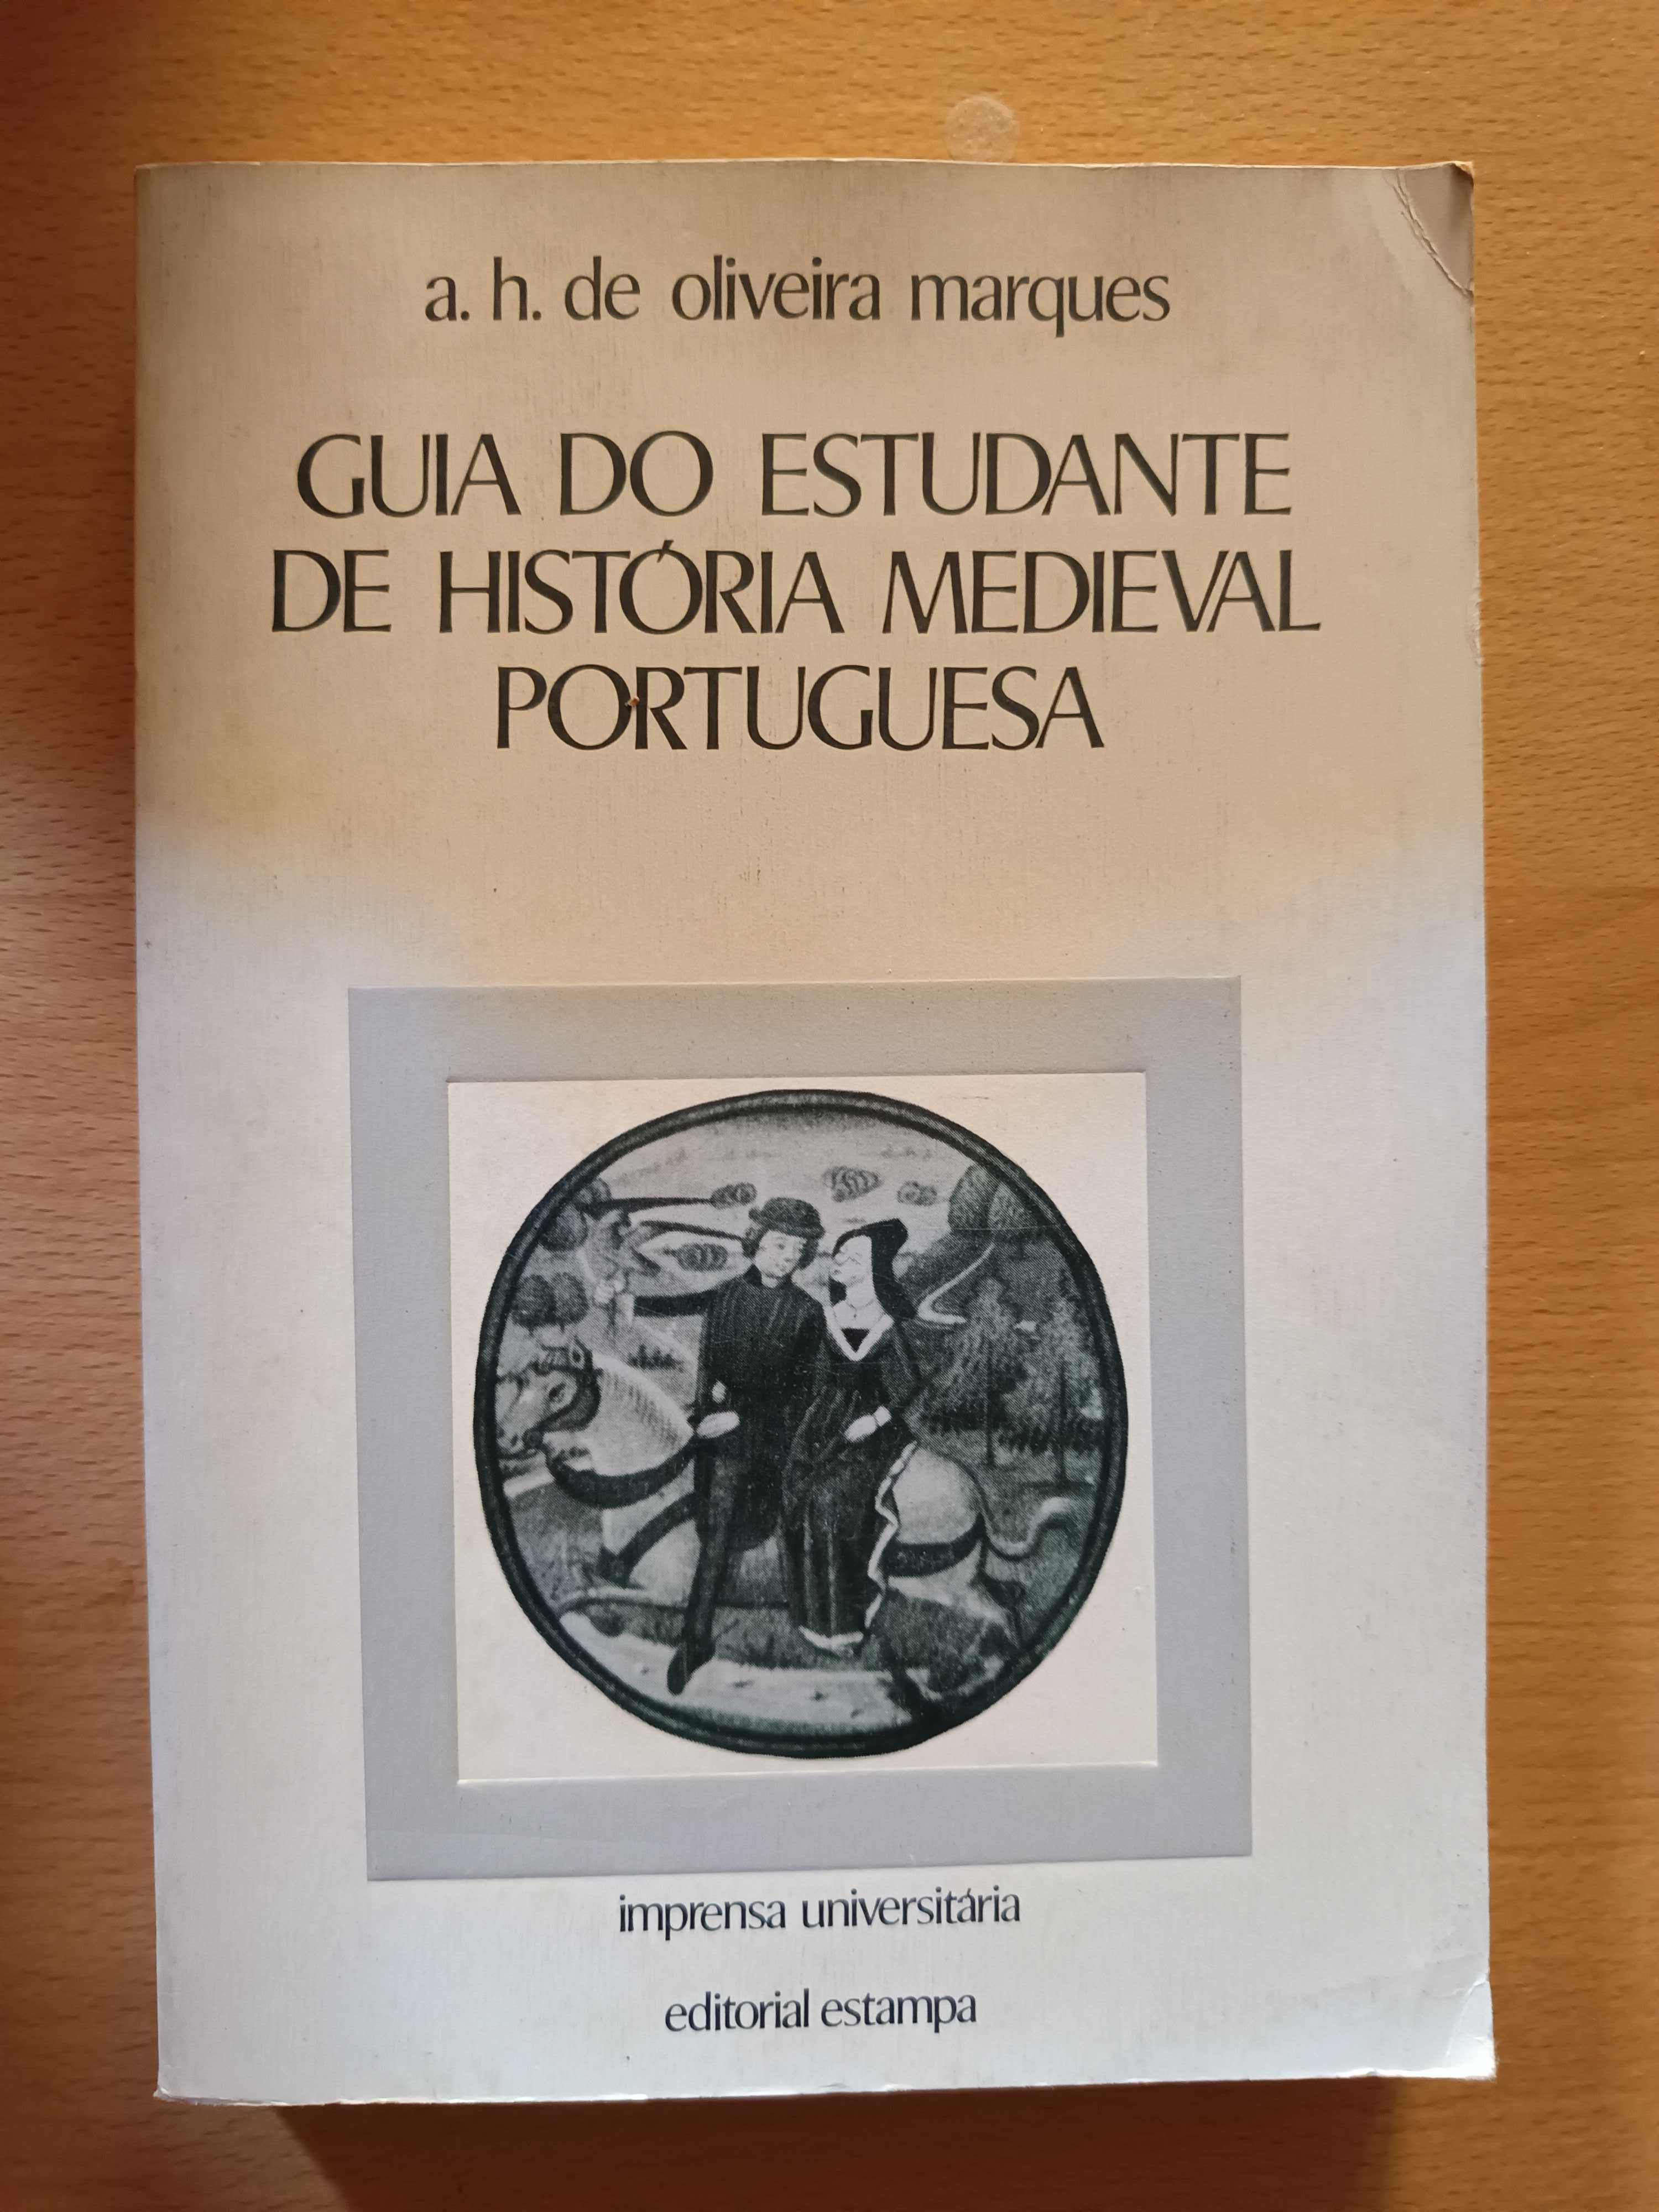 a. h. de oliveira marques
GUIA DO ESTUDANTE
DE HISTÓRIA MEDIEVAL
PORTUGUESA
imprensa universitária
editorial estampa